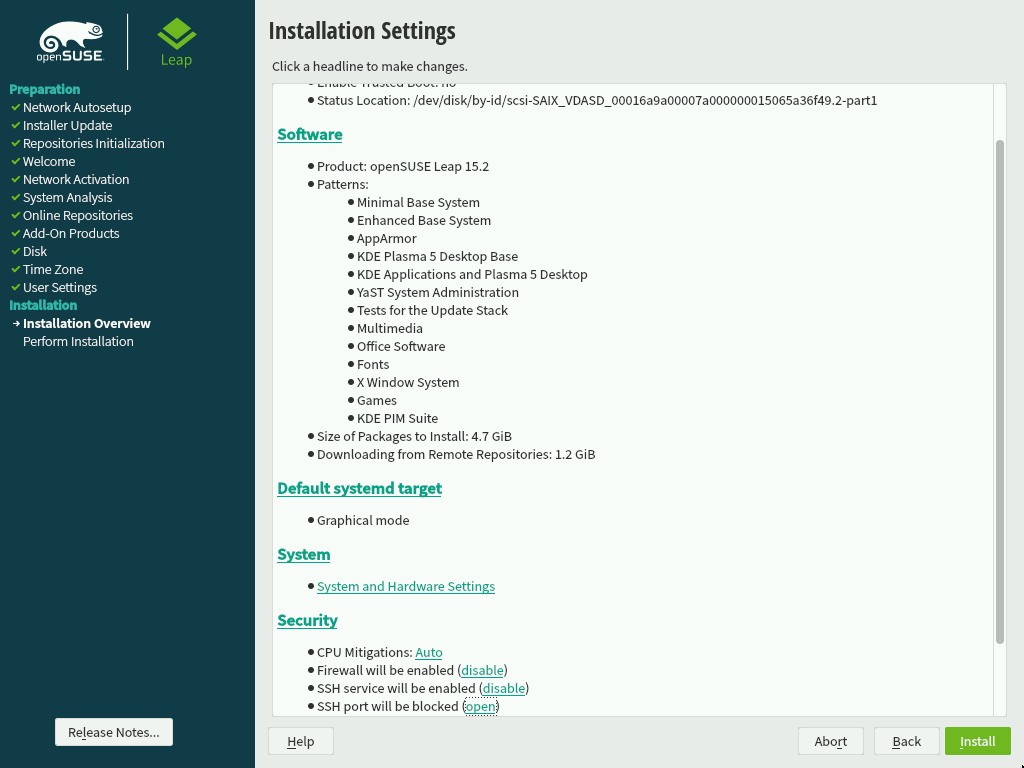 openSUSE
Leap
Preparation
Network Autosetup
Installer Update
Repositories Initialization
Welcome
Network Activation
System Analysis
Online Repositories
Add-On Products
Disk
Time Zone
User Settings
Installation
Installation Overview
Perform Installation
Release Notes...
Installation Settings
Click a headline to make changes.
Enable Trusted Boot: no
Status Location: /dev/disk/by-id/scsi-SAIX_VDASD_00016a9a00007a000000015065a36f49.2-part1
Software
Product: openSUSE Leap 15.2
Patterns:
Minimal Base System
Enhanced Base System
AppArmor
KDE Plasma 5 Desktop Base
KDE Applications and Plasma 5 Desktop
YaST System Administration
Tests for the Update Stack
Multimedia
Office Software
Fonts
X Window System
Games
KDE PIM Suite
Size of Packages to Install: 4.7 GiB
Downloading from Remote Repositories: 1.2 GiB
Default systemd target
Graphical mode
System
System and Hardware Settings
Security
CPU Mitigations: Auto
Firewall will be enabled (disable)
SSH service will be enabled (disable)
SSH port will be blocked (open)
Help
Abort
Back
Install